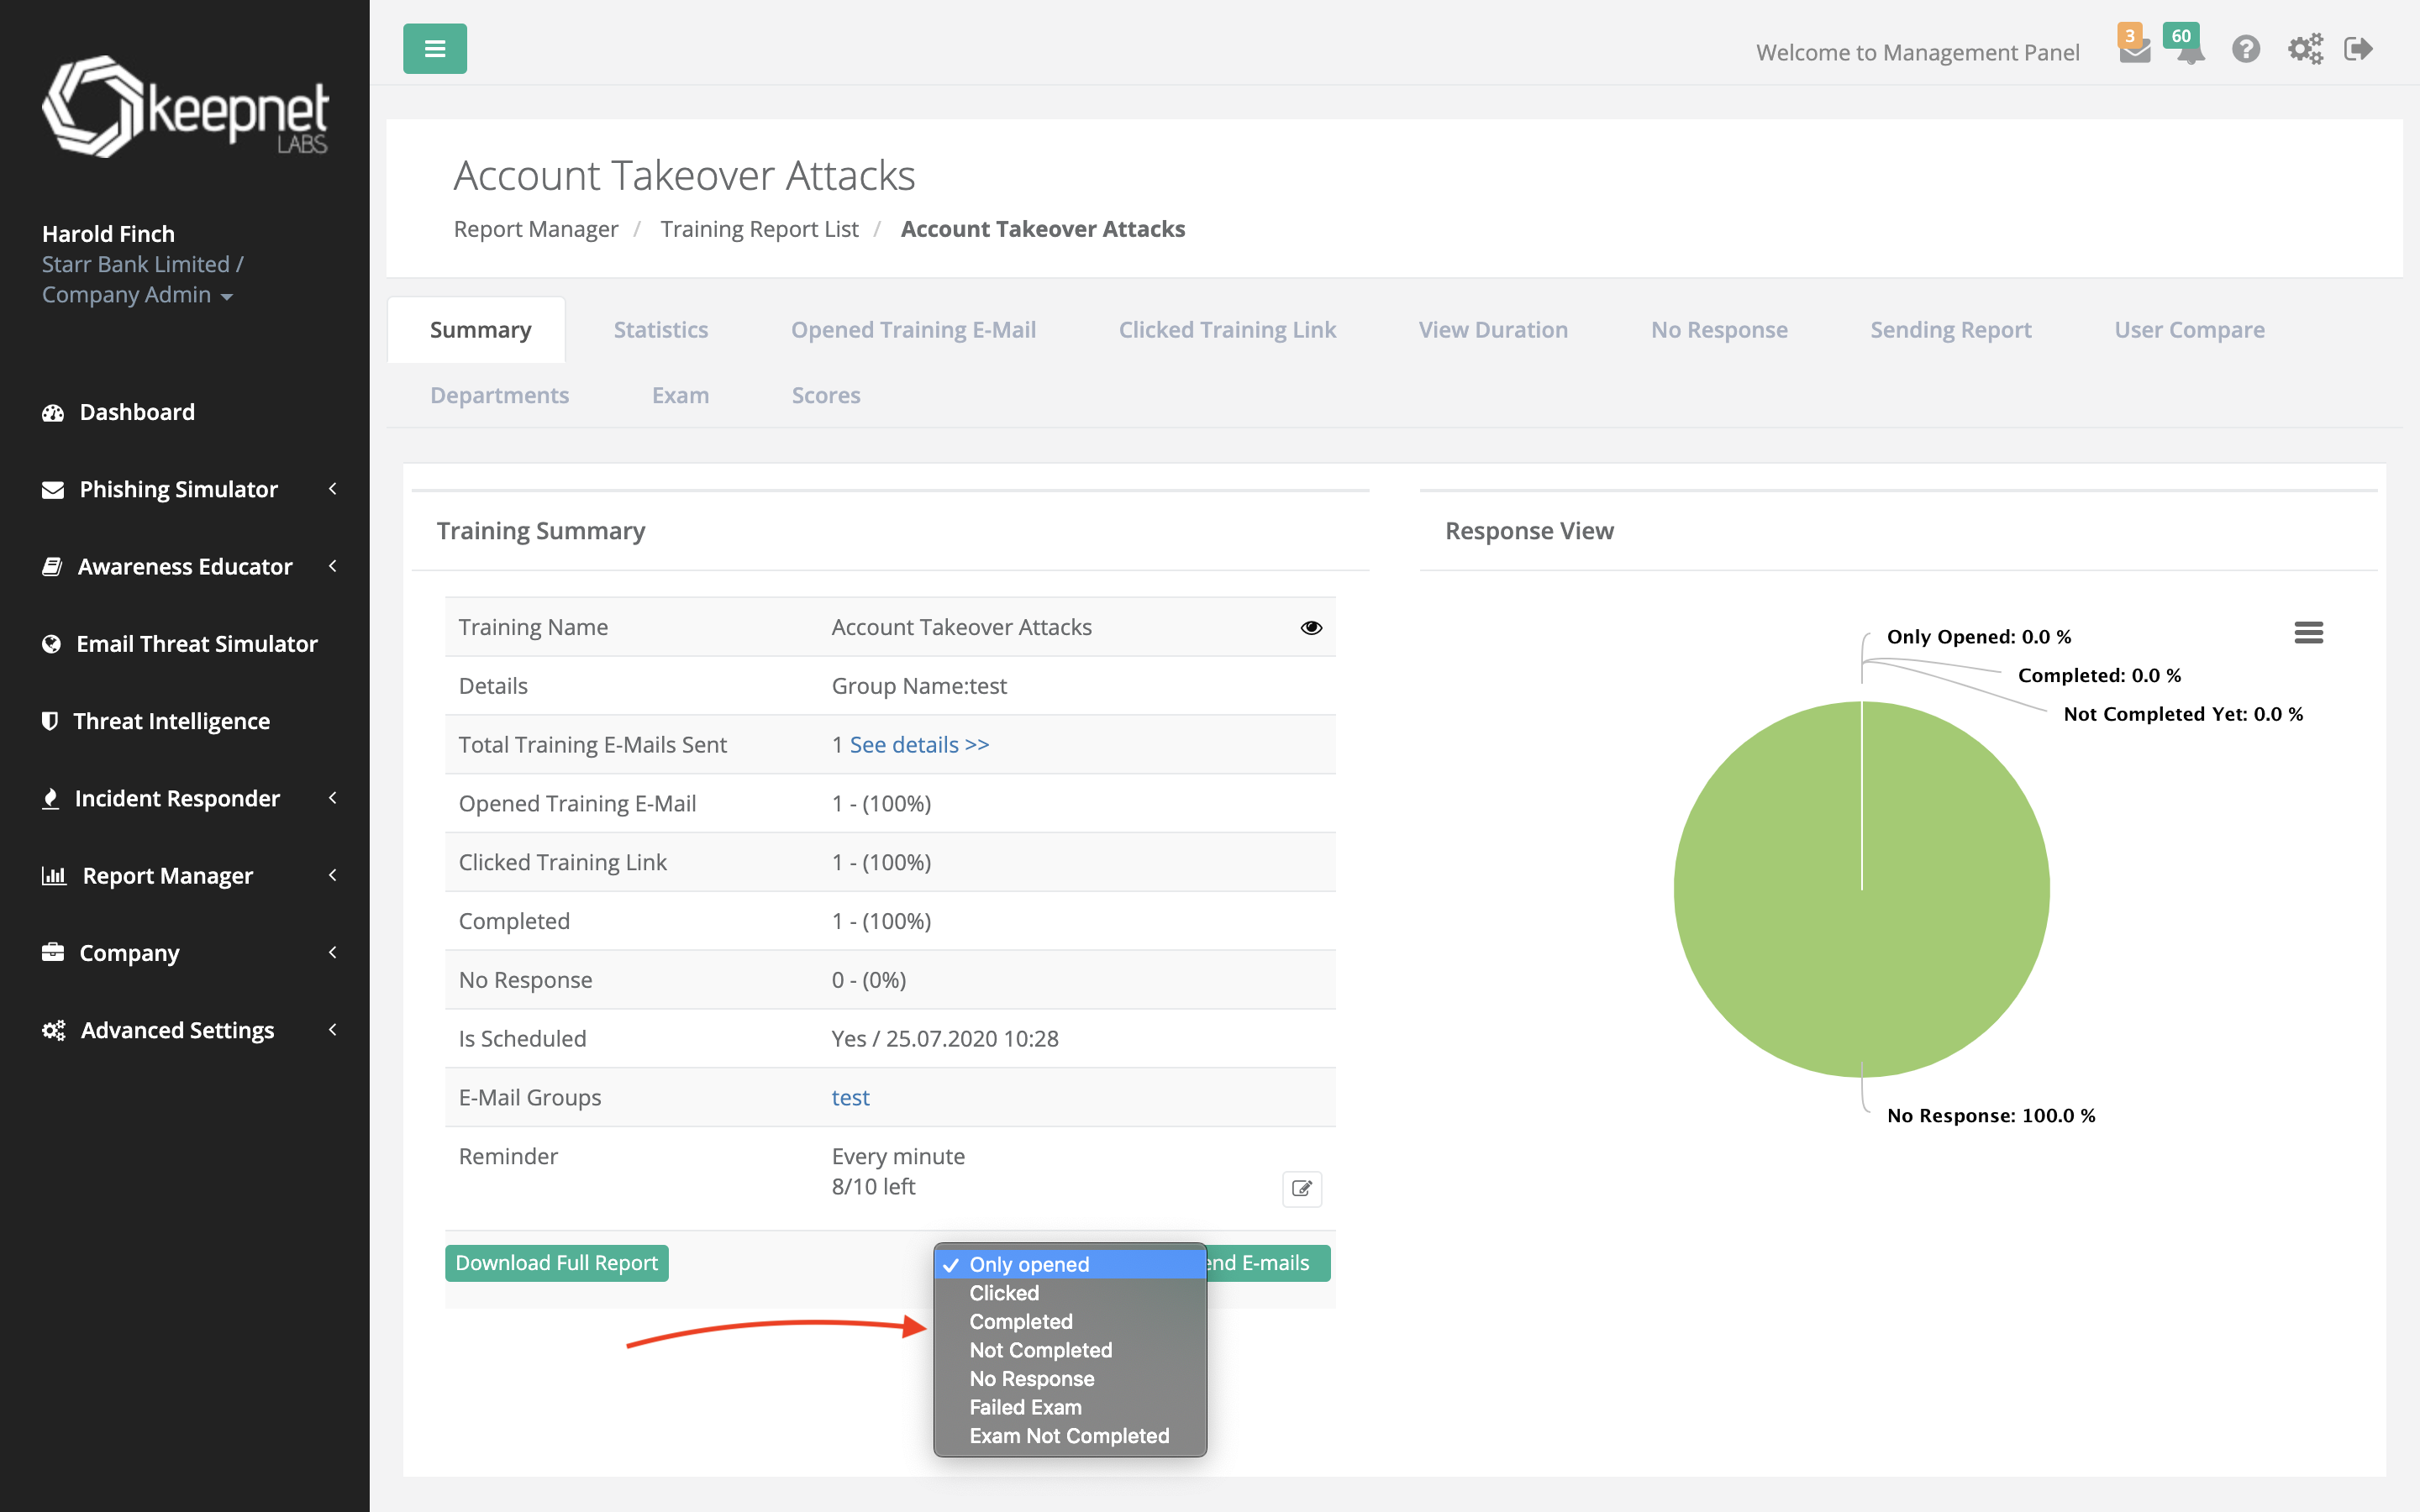 keepnet
LABS
Harold Finch
Starr Bank Limited /
Company Admin
Dashboard
Phishing Simulator
Awareness Educator
Email Threat Simulator
Threat Intelligence
Incident Responder
Report Manager
Company
Advanced Settings
Welcome to Management Panel
3
60
Account Takeover Attacks
Report Manager / Training Report List / Account Takeover Attacks
Summary Statistics Opened Training E-Mail Clicked Training Link View Duration No Response Sending Report User Compare
Departments Exam Scores
Training Summary
Training Name Account Takeover Attacks
Details Group Name:test
Total Training E-Mails Sent 1 See details >>
Opened Training E-Mail 1 - (100%)
Clicked Training Link 1 - (100%)
Completed 1 - (100%)
No Response 0 - (0%)
Is Scheduled Yes / 25.07.2020 10:28
E-Mail Groups test
Reminder Every minute
8/10 left
Download Full Report
Only opened
Clicked
Completed
Not Completed
No Response
Failed Exam
Exam Not Completed
end E-mails
Response View
Only Opened: 0.0 %
Completed: 0.0 %
Not Completed Yet: 0.0 %
No Response: 100.0 %